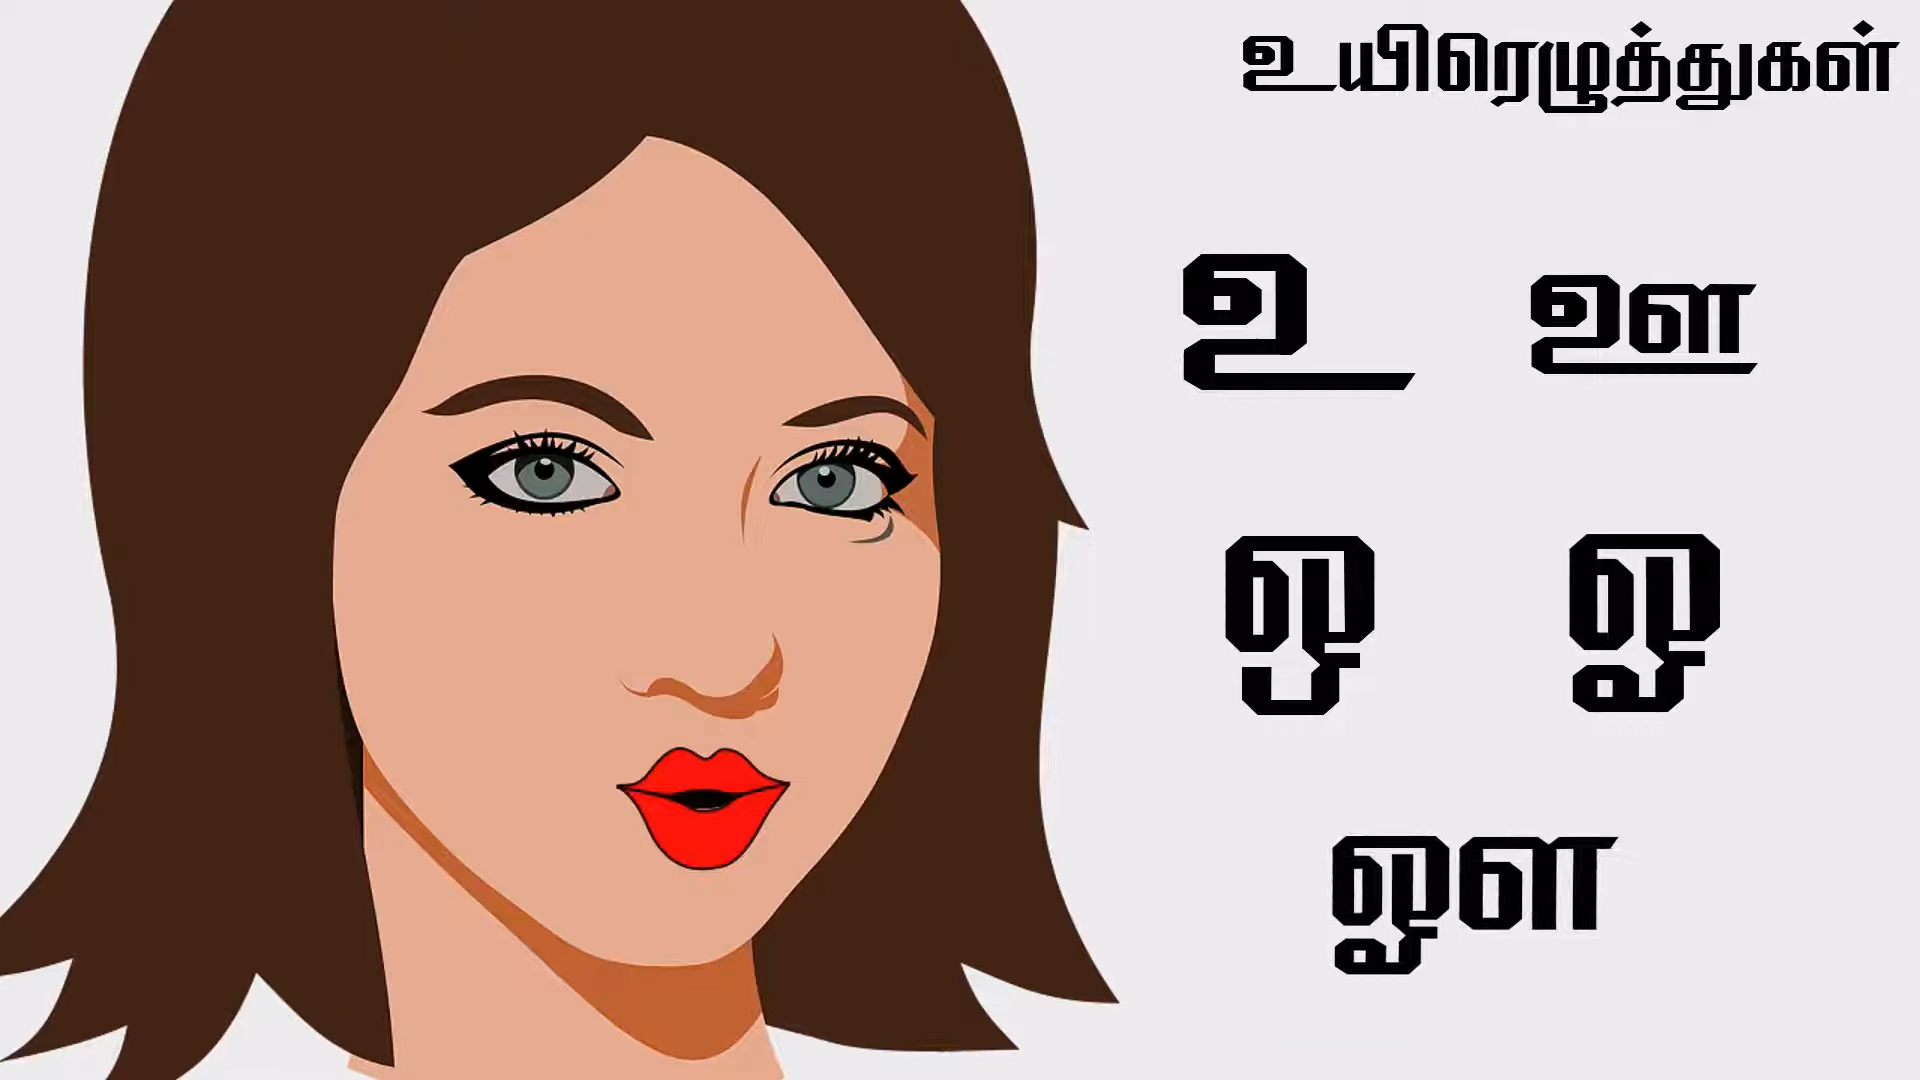 உயிரெழுத்துகள்
உ ஊ
ஒ ஓ
ஔ